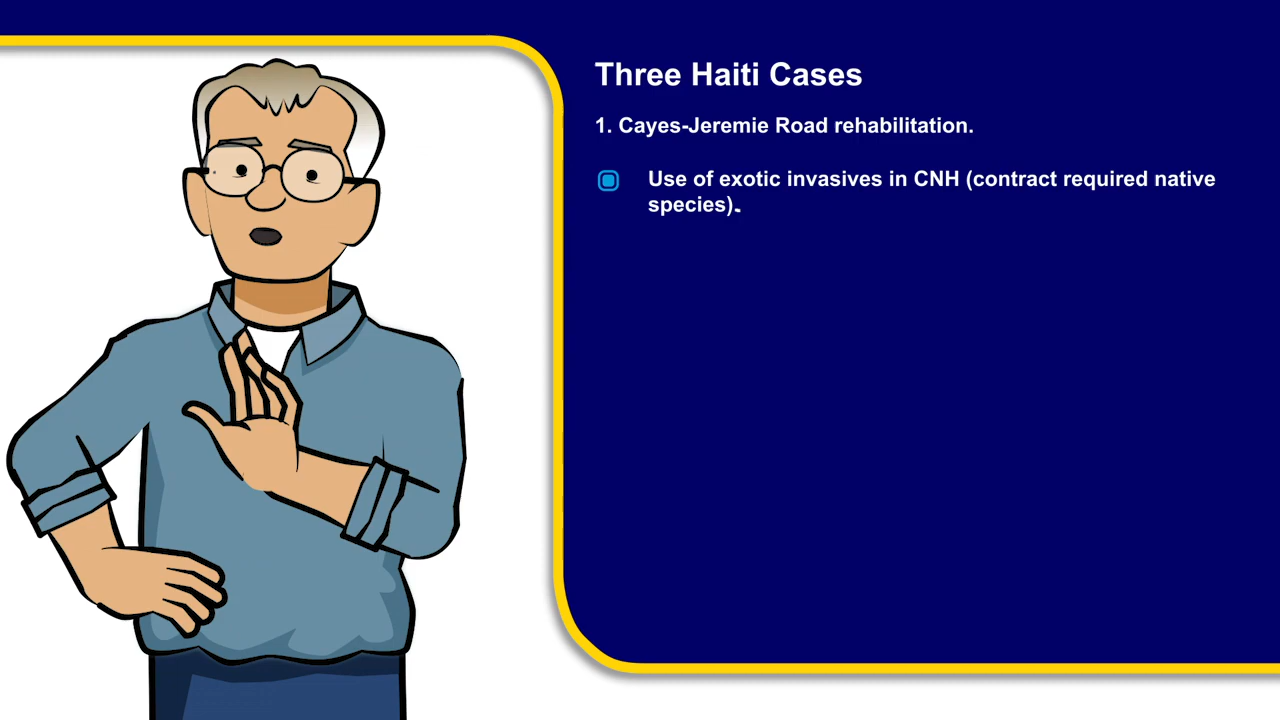 Three Haiti Cases
1. Cayes-Jeremie Road rehabilitation.
Use of exotic invasives in CNH (contract required native
species).